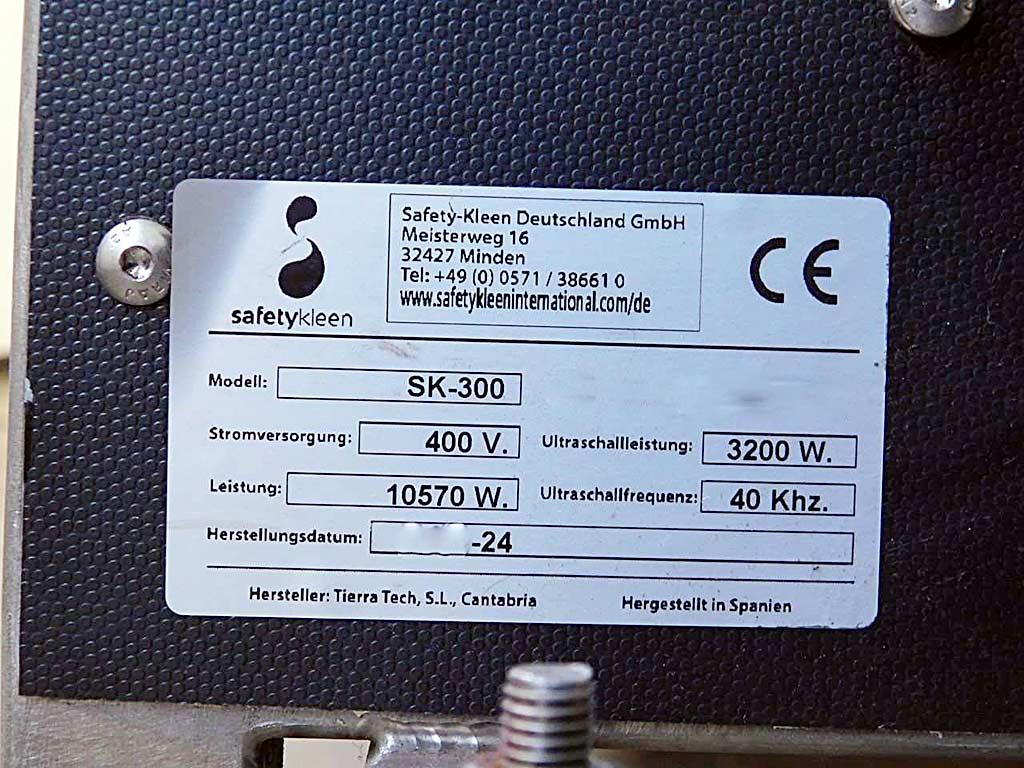 Safety-Kleen Deutschland GmbH
Meisterweg 16
32427 Minden
Tel: +49 (0) 0571 / 38661 0
www.safetykleeninternational.com/de
CE
safetykleen
Modell: SK-300
Stromversorgung: 400 V. Ultraschallleistung: 3200 W.
Leistung: 10570 W. Ultraschallfrequenz: 40 Khz.
Herstellungsdatum: -24
Hersteller: Tierra Tech, S.L., Cantabria Hergestellt in Spanien